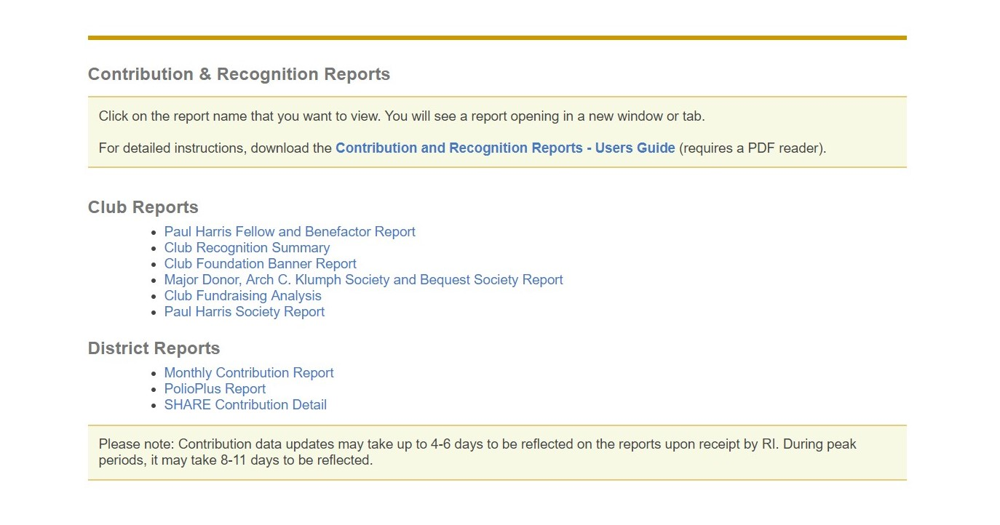 Contribution & Recognition Reports
Click on the report name that you want to view. You will see a report opening in a new window or tab.
For detailed instructions, download the Contribution and Recognition Reports - Users Guide (requires a PDF reader).
Club Reports
• Paul Harris Fellow and Benefactor Report
• Club Recognition Summary
• Club Foundation Banner Report
• Major Donor, Arch C. Klumph Society and Bequest Society Report
• Club Fundraising Analysis
• Paul Harris Society Report
District Reports
• Monthly Contribution Report
• PolioPlus Report
• SHARE Contribution Detail
Please note: Contribution data updates may take up to 4-6 days to be reflected on the reports upon receipt by RI. During peak
periods, it may take 8-11 days to be reflected.